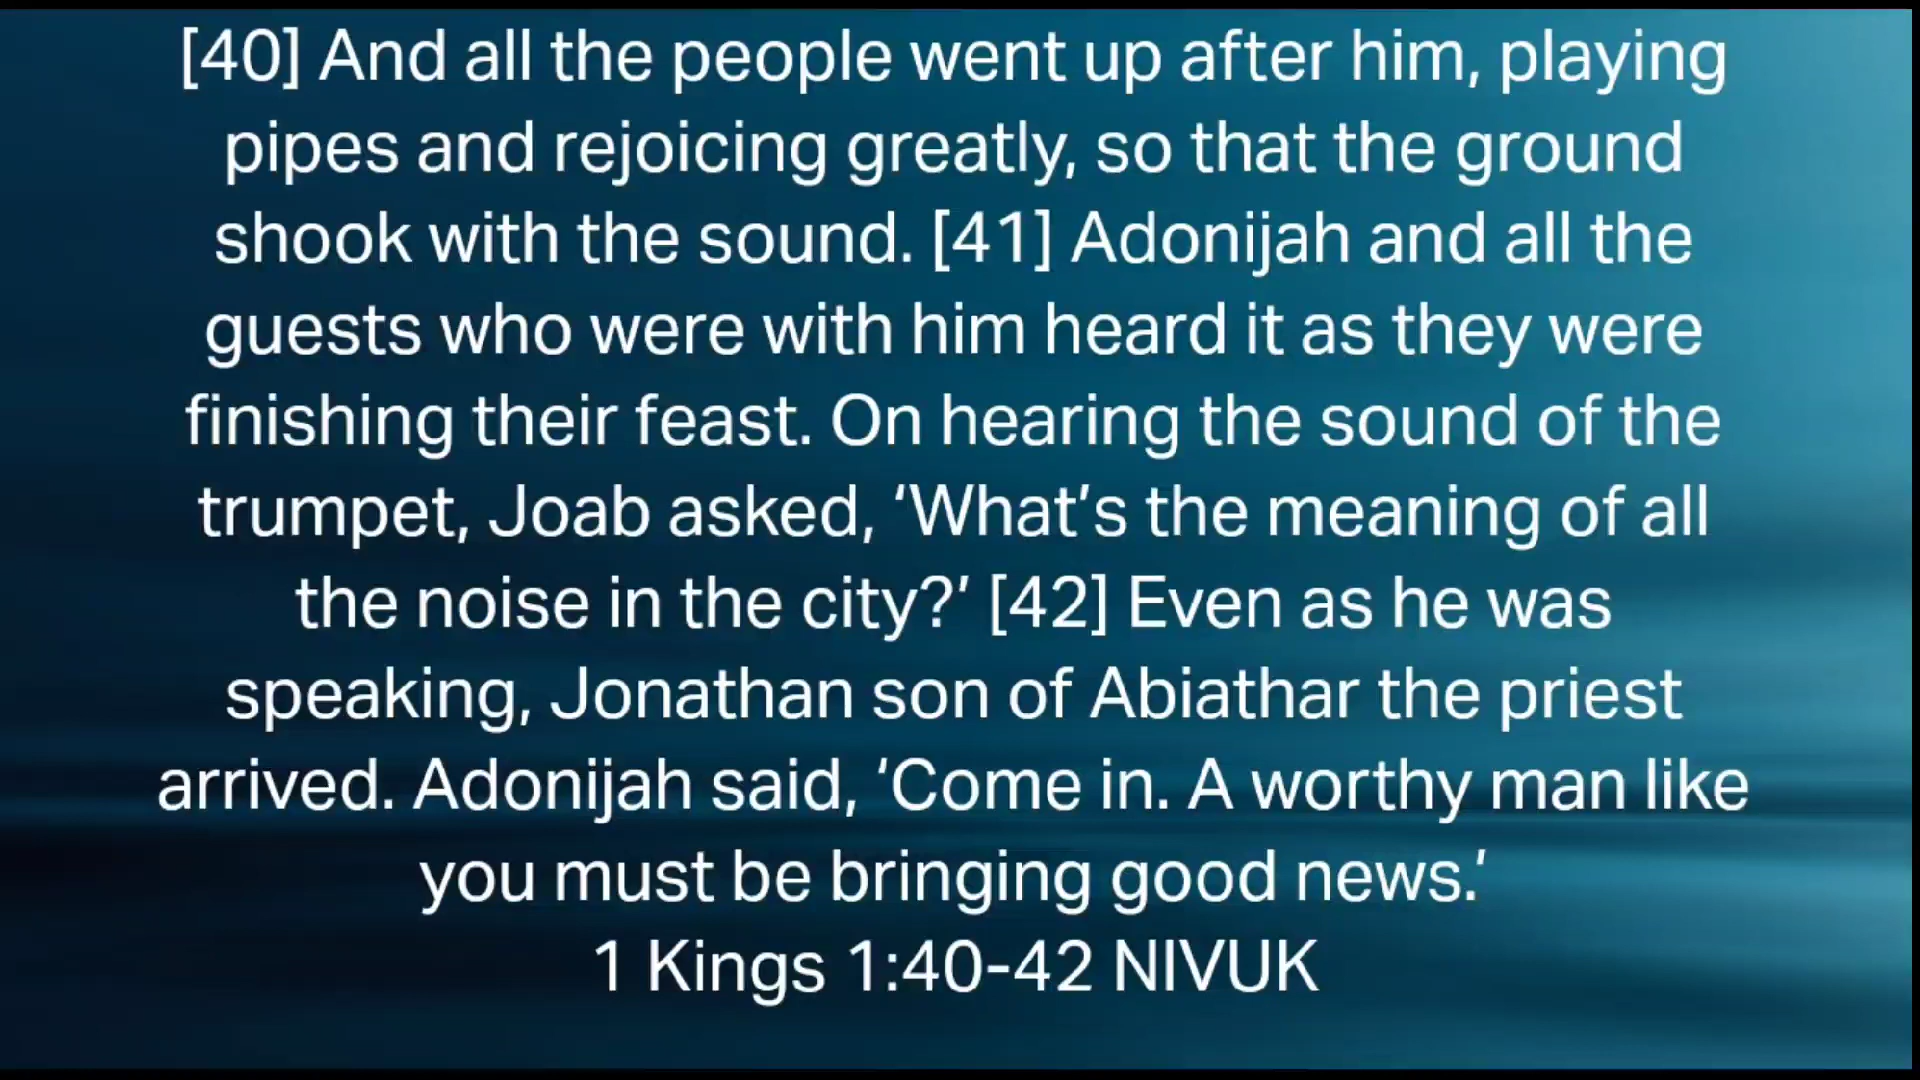 [40] And all the people went up after him, playing
pipes and rejoicing greatly, so that the ground
shook with the sound. [41] Adonijah and all the
guests who were with him heard it as they were
finishing their feast. On hearing the sound of the
trumpet, Joab asked, ‘What’s the meaning of all
the noise in the city?’ [42] Even as he was
speaking, Jonathan son of Abiathar the priest
arrived. Adonijah said, ‘Come in. A worthy man like
you must be bringing good news.’
1 Kings 1:40-42 NIVUK